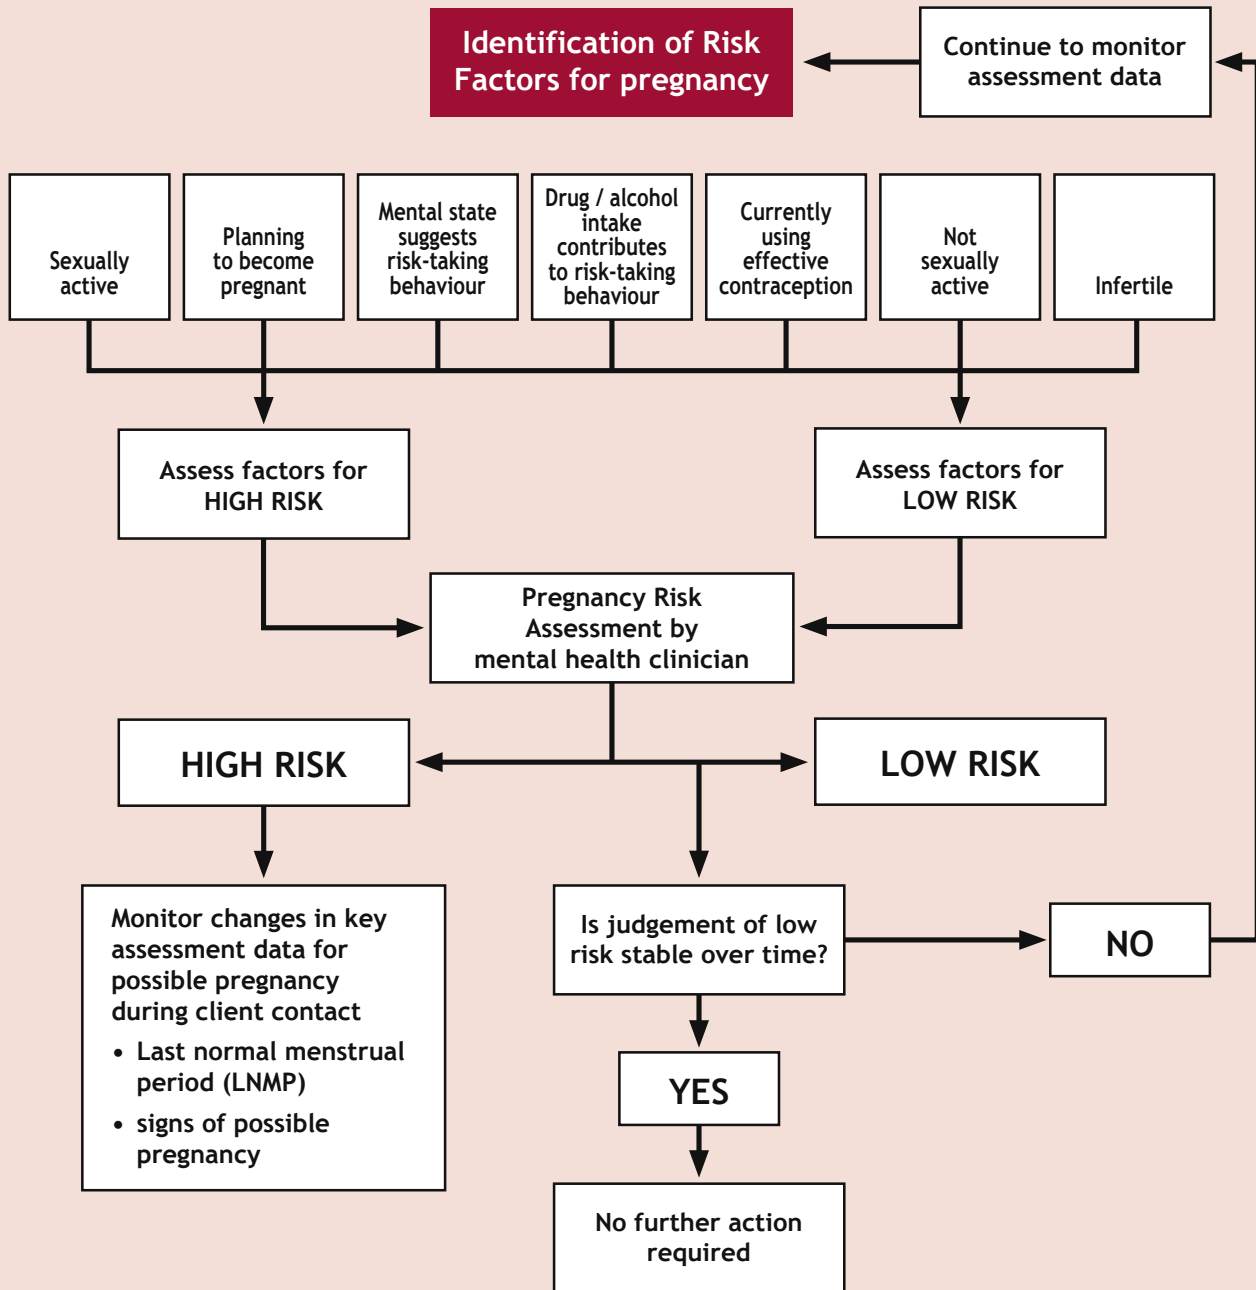 Identification of Risk
Factors for pregnancy
Continue to monitor
assessment data
Sexually
active
Planning
to become
pregnant
Mental state
suggests
risk-taking
behaviour
Drug / alcohol
intake
contributes
to risk-taking
behaviour
Currently
using
effective
contraception
Not
sexually
active
Infertile
Assess factors for
HIGH RISK
Assess factors for
LOW RISK
Pregnancy Risk
Assessment by
mental health clinician
HIGH RISK
LOW RISK
Monitor changes in key
assessment data for
possible pregnancy
during client contact
• Last normal menstrual
period (LNMP)
• signs of possible
pregnancy
Is judgement of low
risk stable over time?
NO
YES
No further action
required